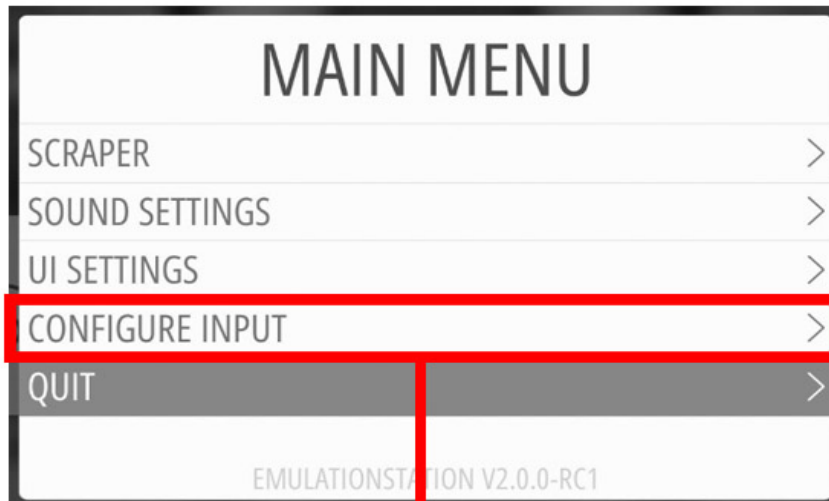 MAIN MENU
SCRAPER
SOUND SETTINGS
UI SETTINGS
CONFIGURE INPUT
QUIT
EMULATIONSTATION V2.0.0-RC1